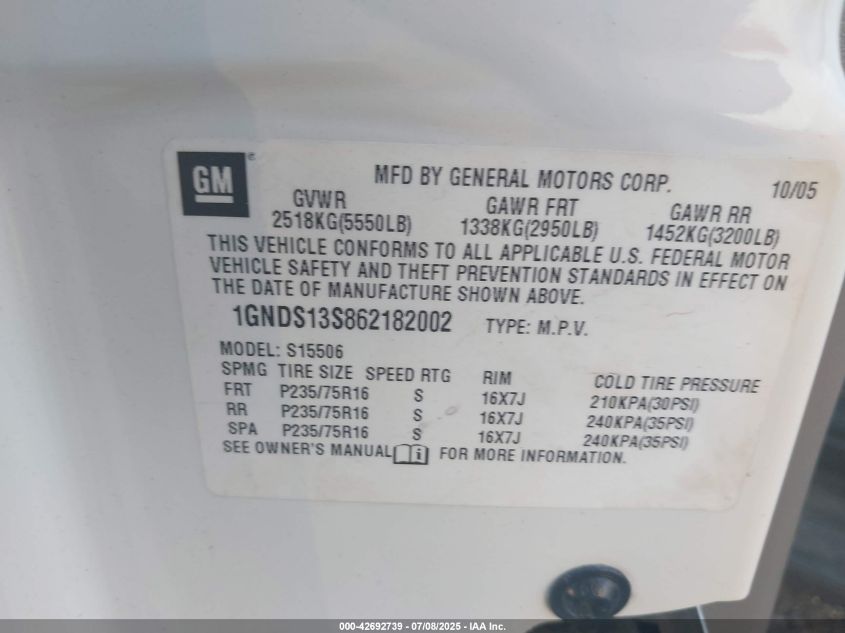 GM ®
MFD BY GENERAL MOTORS CORP. 10/05
GVWR GAWR FRT GAWR RR
2518KG(5550LB) 1338KG(2950LB) 1452KG(3200LB)
THIS VEHICLE CONFORMS TO ALL APPLICABLE U.S. FEDERAL MOTOR
VEHICLE SAFETY AND THEFT PREVENTION STANDARDS IN EFFECT ON
THE DATE OF MANUFACTURE SHOWN ABOVE.
1GNDS13S862182002 TYPE: M.P.V.
MODEL: S15506
SPMG TIRE SIZE SPEED RTG RIM COLD TIRE PRESSURE
FRT P235/75R16 S 16X7J 210KPA(30PSI)
RR P235/75R16 S 16X7J 240KPA(35PSI)
SPA P235/75R16 S 16X7J 240KPA(35PSI)
SEE OWNER'S MANUAL i FOR MORE INFORMATION.
000-42692739 - 07/08/2025 - IAA Inc.